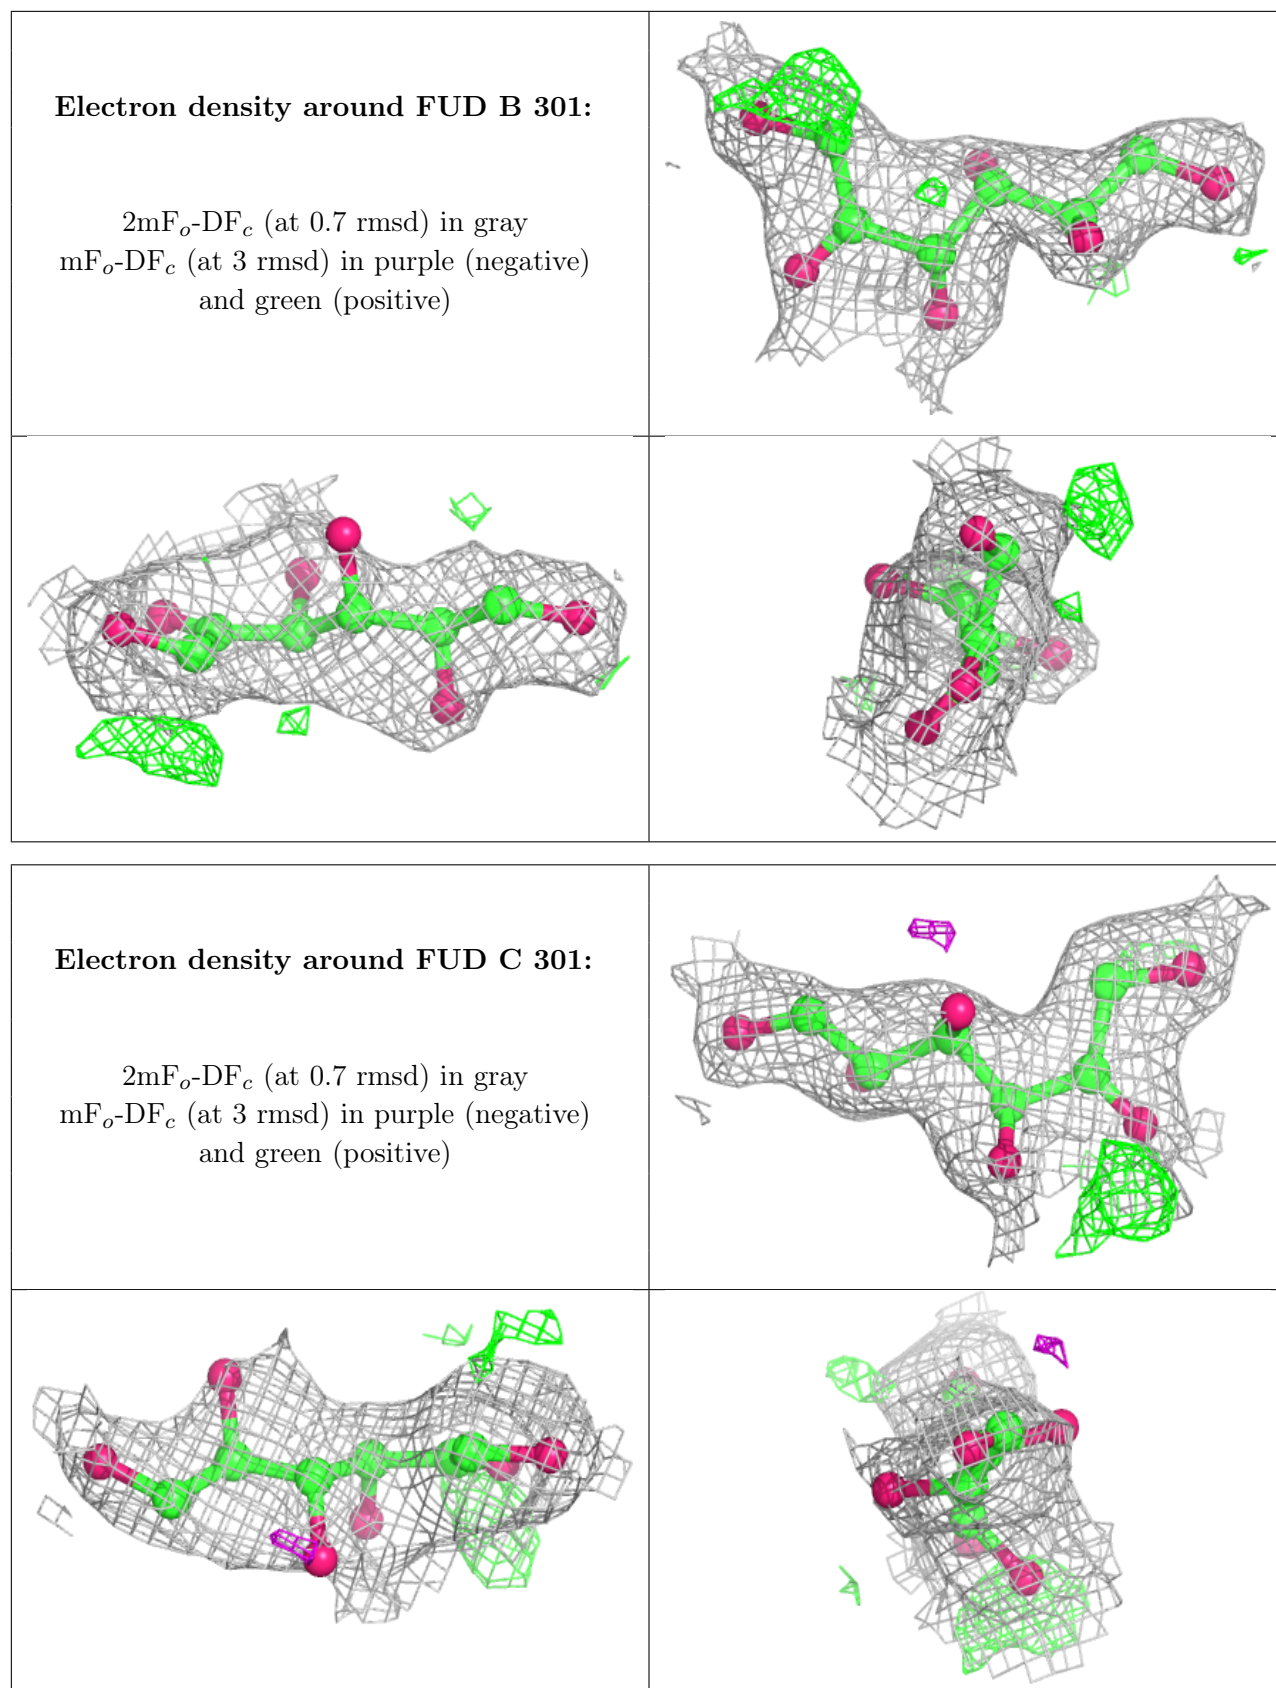 Electron density around FUD B 301:
2mFo-DFc (at 0.7 rmsd) in gray
mFo-DFc (at 3 rmsd) in purple (negative)
and green (positive)
Electron density around FUD C 301:
2mFo-DFc (at 0.7 rmsd) in gray
mFo-DFc (at 3 rmsd) in purple (negative)
and green (positive)